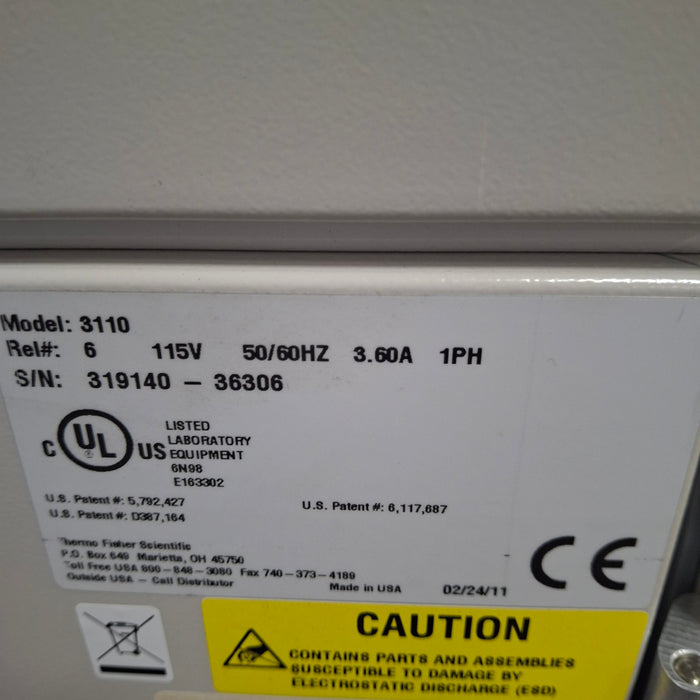 Model: 3110
Rel#: 6 115V 50/60HZ 3.60A 1PH
S/N: 319140 - 36306
C UL ® US
LISTED
LABORATORY
EQUIPMENT
6N98
E163302
U.S. Patent #: 5,792,427
U.S. Patent #: D387,164
U.S. Patent #: 6,117,687
Thermo Fisher Scientific
P.O. Box 649 Marietta, OH 45750
Toll Free USA 800-848-3080 Fax 740-373-4189
Outside USA - Call Distributor
Made in USA 02/24/11
CE
CAUTION
CONTAINS PARTS AND ASSEMBLIES
SUSCEPTIBLE TO DAMAGE BY
ELECTROSTATIC DISCHARGE (ESD)